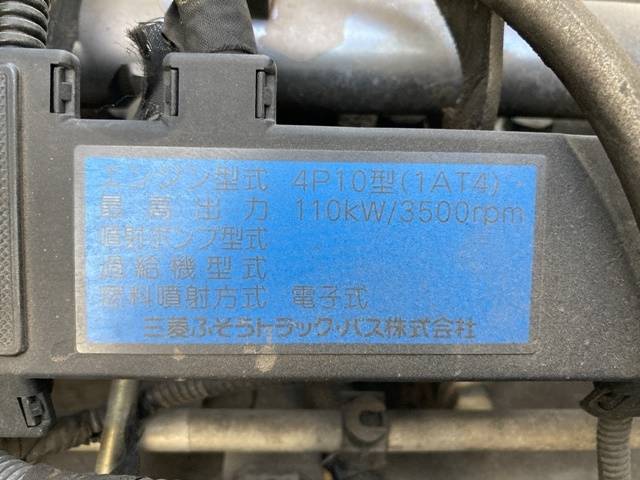 エンジン型式 4P10型(1AT4)
最高出力 110kW/3500rpm
噴射ポンプ型式
過給機型式
燃料噴射方式 電子式
三菱ふそうトラック・バス株式会社